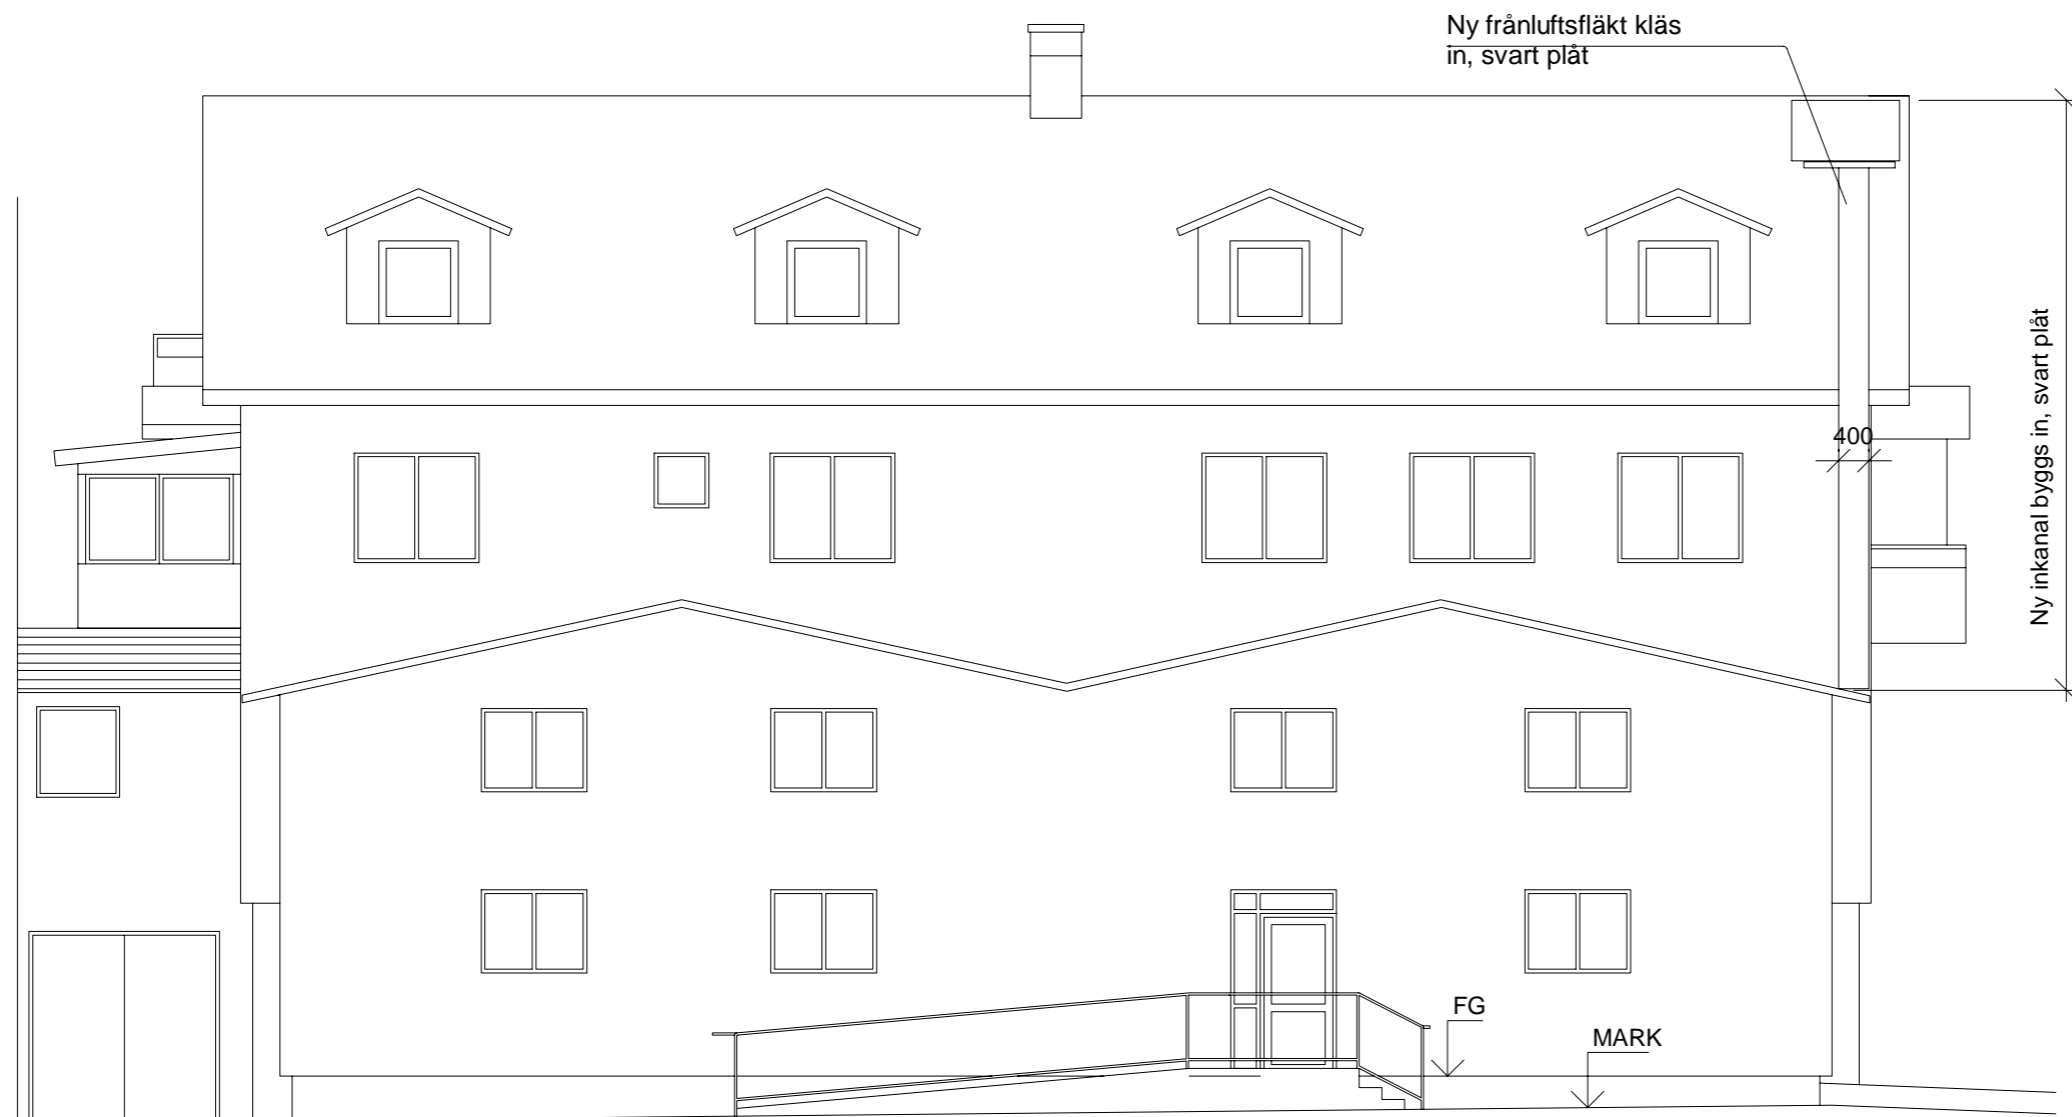 Ny frånluftsfläkt kläs
in, svart plåt
Ny inkanal byggs in, svart plåt
400
FG
MARK